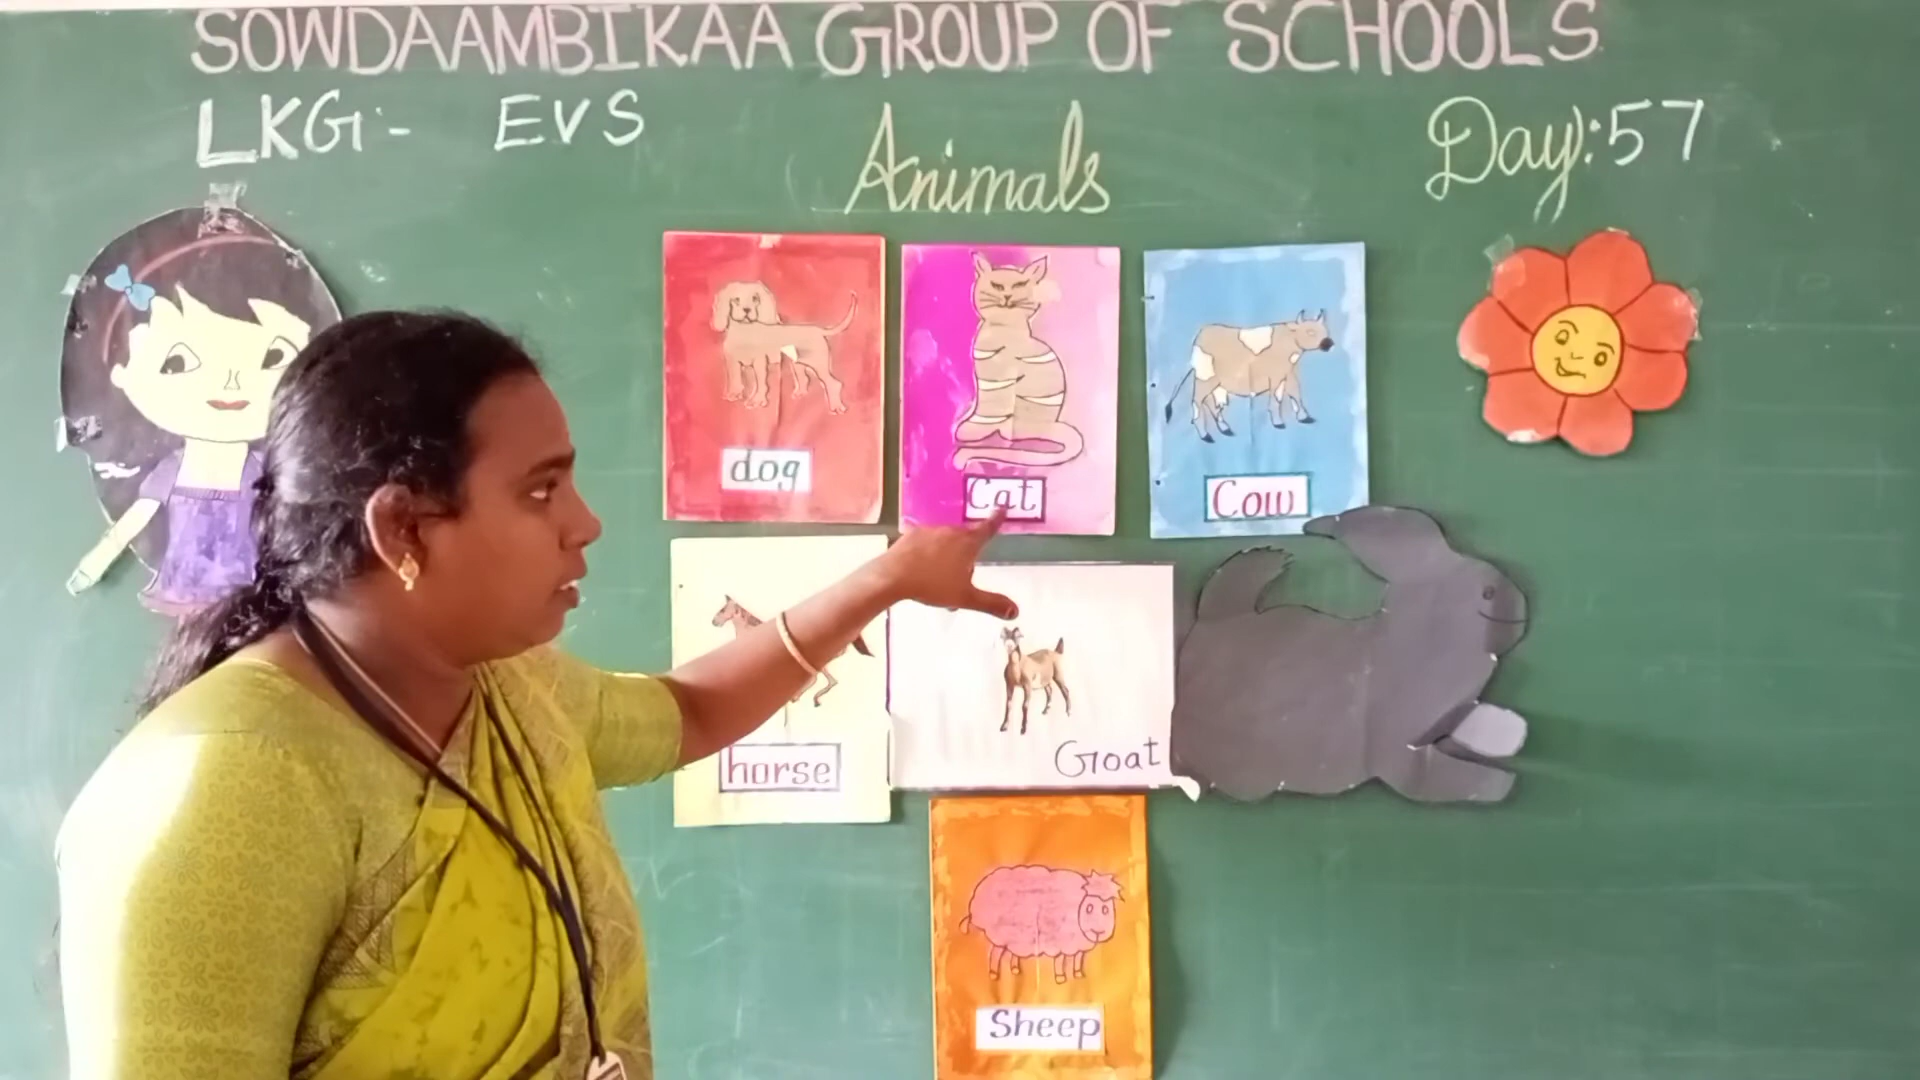 SOWDAAMBIKAA GROUP OF SCHOOLS
LKG:- EVS
Animals
Day:57
dog
Cat
Cow
horse
Goat
Sheep